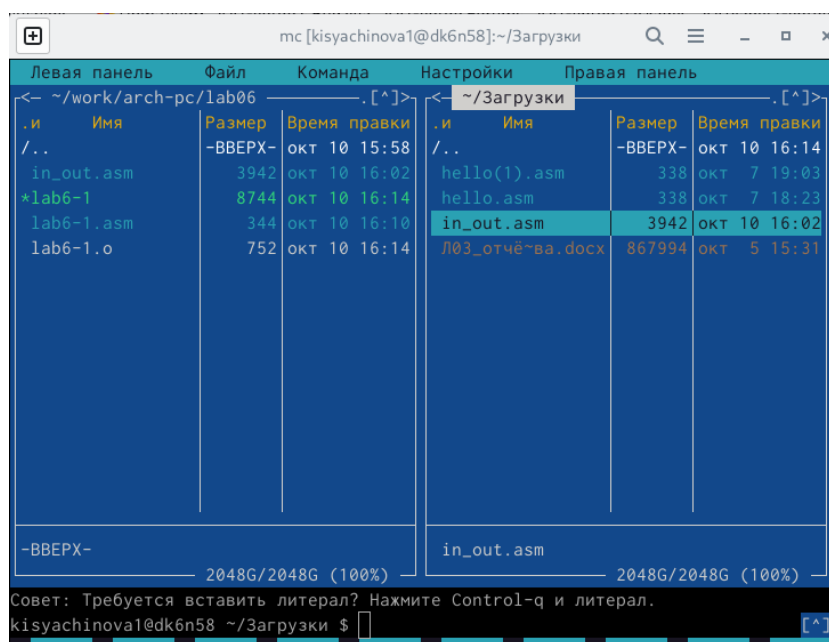 mc [kisyachinova1@dk6n58]:~/Загрузки
Левая панель Файл Команда Настройки Правая панель
<— ~/work/arch-pc/lab06 .[^]> <— ~/Загрузки .[^]>
.и Имя Размер Время правки .и Имя Размер Время правки
/.. -ВВЕРХ- окт 10 15:58 /.. -ВВЕРХ- окт 10 16:14
in_out.asm 3942 окт 10 16:02 hello(1).asm 338 окт 7 19:03
*lab6-1 8744 окт 10 16:14 hello.asm 338 окт 7 18:23
lab6-1.asm 344 окт 10 16:10 in_out.asm 3942 окт 10 16:02
lab6-1.o 752 окт 10 16:14 Л03_отчё~ва.docx 867994 окт 5 15:31
-ВВЕРХ- in_out.asm
2048G/2048G (100%) 2048G/2048G (100%)
Совет: Требуется вставить литерал? Нажмите Control-q и литерал.
kisyachinova1@dk6n58 ~/Загрузки $ [^]